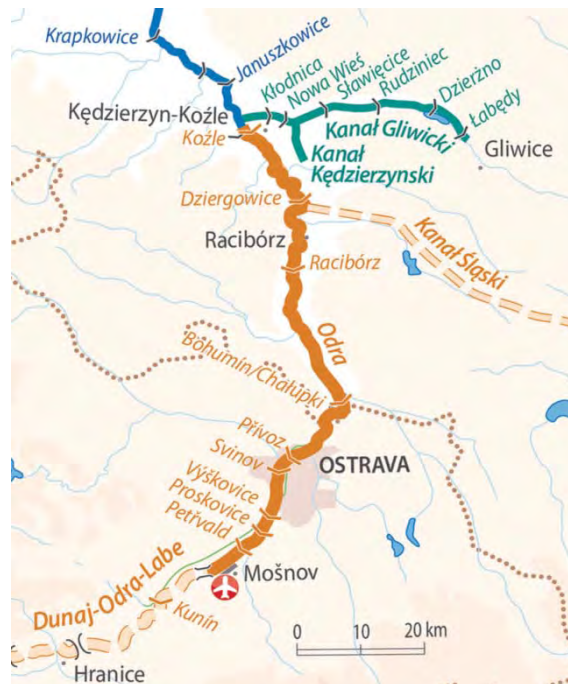 Krapkowice
Januszkowice
Kłodnica
Nowa Wieś
Sławięcice
Rudziniec
Dzierżno
Łabędy
Kędzierzyn-Koźle
Koźle
Kanał Gliwicki
Gliwice
Kanał
Kędzierzynski
Dziergowice
Racibórz
Racibórz
Kanał Śląski
Odra
Bohumín/Chałupki
Přívoz
Svinov
OSTRAVA
Výškovice
Proskovice
Petřvald
Dunaj-Odra-Labe
Mošnov
Kunín
Hranice
0 10 20 km